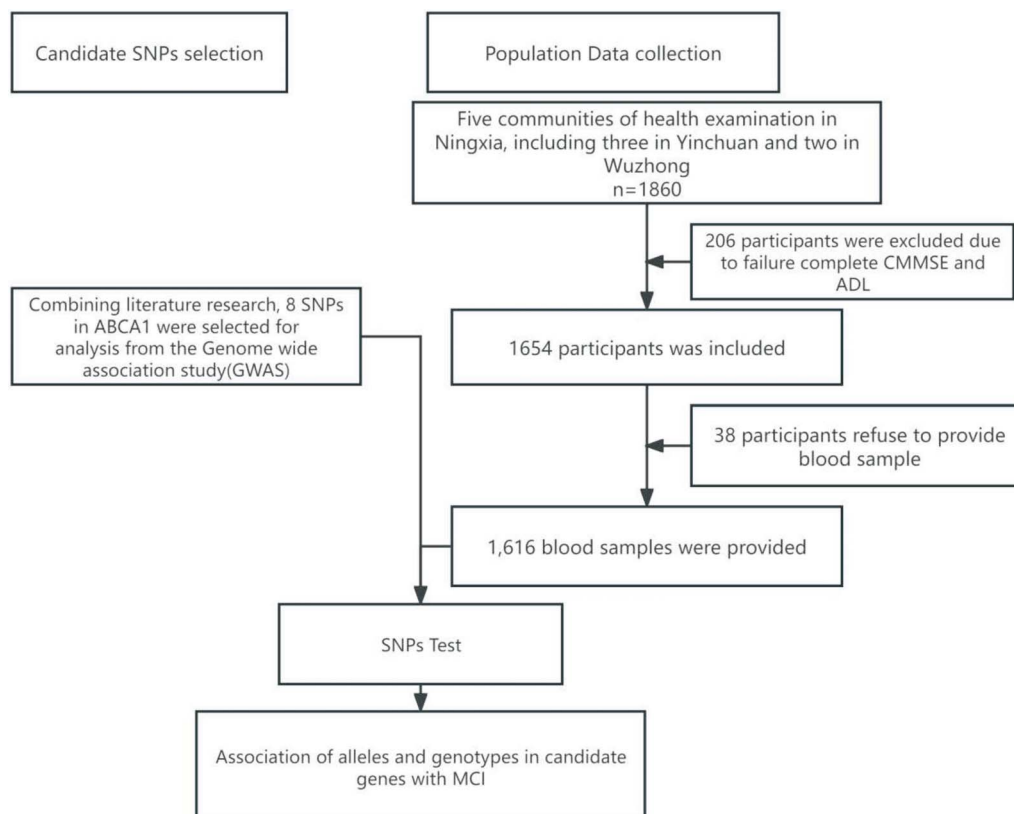 Candidate SNPs selection
Population Data collection
Five communities of health examination in
Ningxia, including three in Yinchuan and two in
Wuzhong
n=1860
206 participants were excluded due
to failure complete CMMSE and
ADL
Combining literature research, 8 SNPs
in ABCA1 were selected for
analysis from the Genome wide
association study(GWAS)
1654 participants was included
38 participants refuse to provide
blood sample
1,616 blood samples were provided
SNPs Test
Association of alleles and genotypes in candidate
genes with MCI